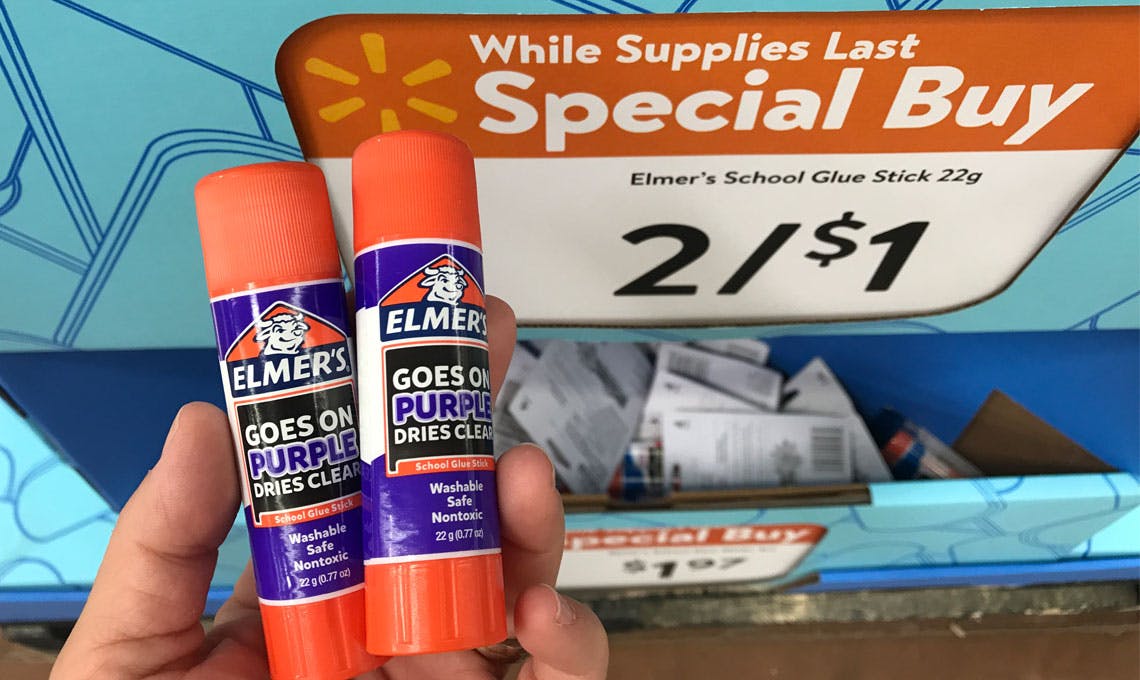 While Supplies Last
Special Buy
Elmer's School Glue Stick 22g
2/$1
ELMER'S
GOES ON
PURPLE
DRIES CLEAR
School Glue Stick
Washable
Safe
Nontoxic
22 g (0.77 oz)
ELMER'S
GOES ON
PURPLE
DRIES CLEAR
School Glue Stick
Washable
Safe
Nontoxic
22 g (0.77 oz)
Special Buy
$197